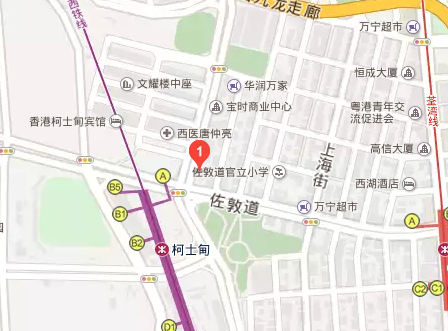 九龙走廊
西铁线
万宁超市
文耀楼中座
华润万家
恒成大厦
宝时商业中心
荃湾线
香港柯士甸宾馆
粤港青年交
流促进会
西医唐仲亮
1
上海街
高信大厦
佐敦道官立小学
A
B5
西湖酒店
佐敦道
万宁超市
B1
A
B2
柯士甸
C2
C1
D1